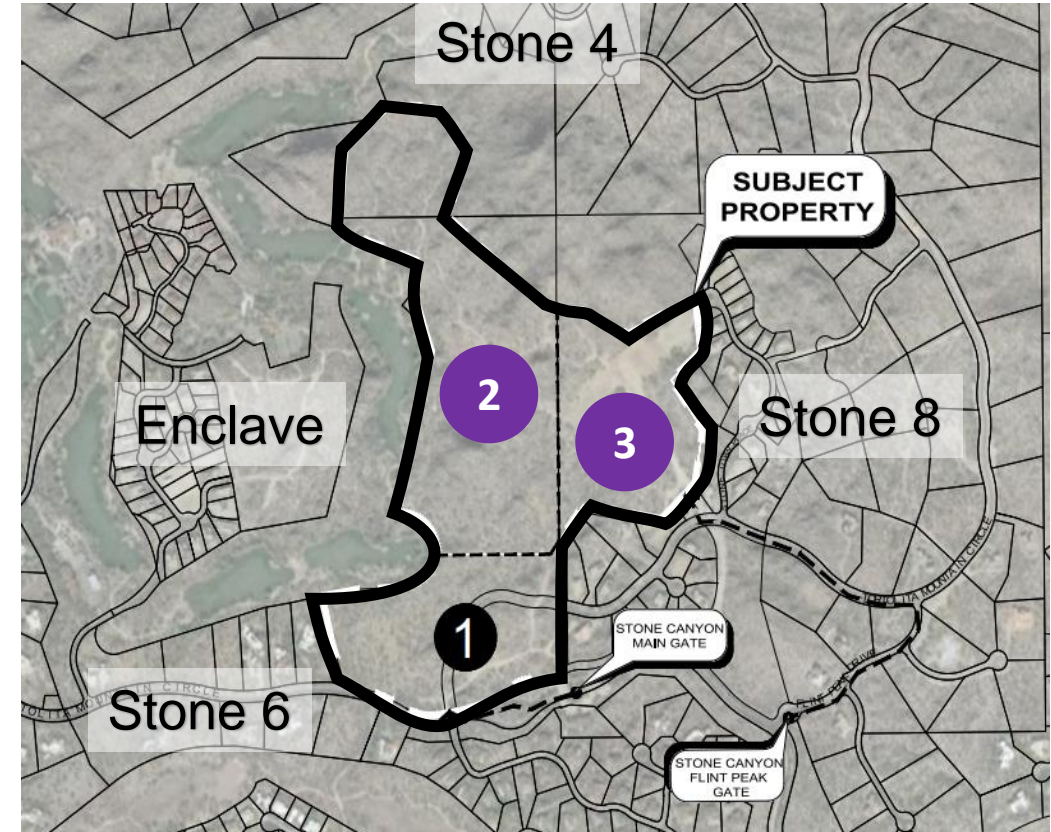 Stone 4
SUBJECT
PROPERTY
2
Enclave
3
Stone 8
1
STONE CANYON
MAIN GATE
Stone 6
STONE CANYON
FLINT PEAK
GATE